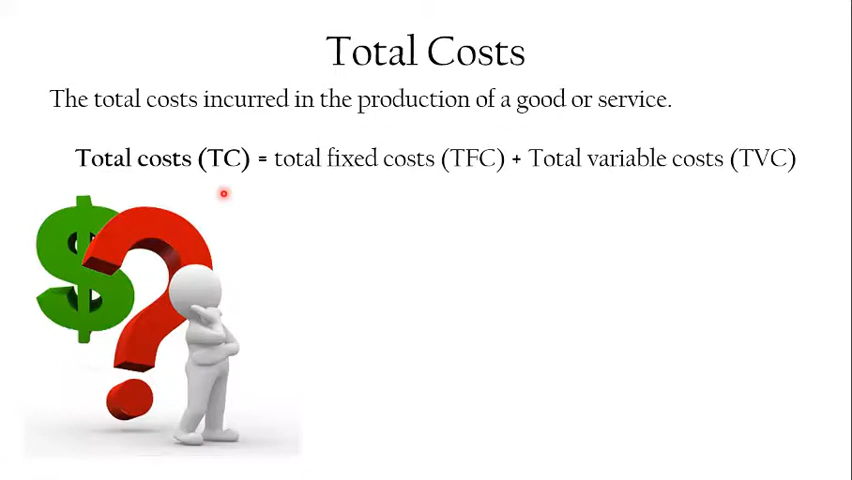 Total Costs
The total costs incurred in the production of a good or service.
Total costs (TC) = total fixed costs (TFC) + Total variable costs (TVC)